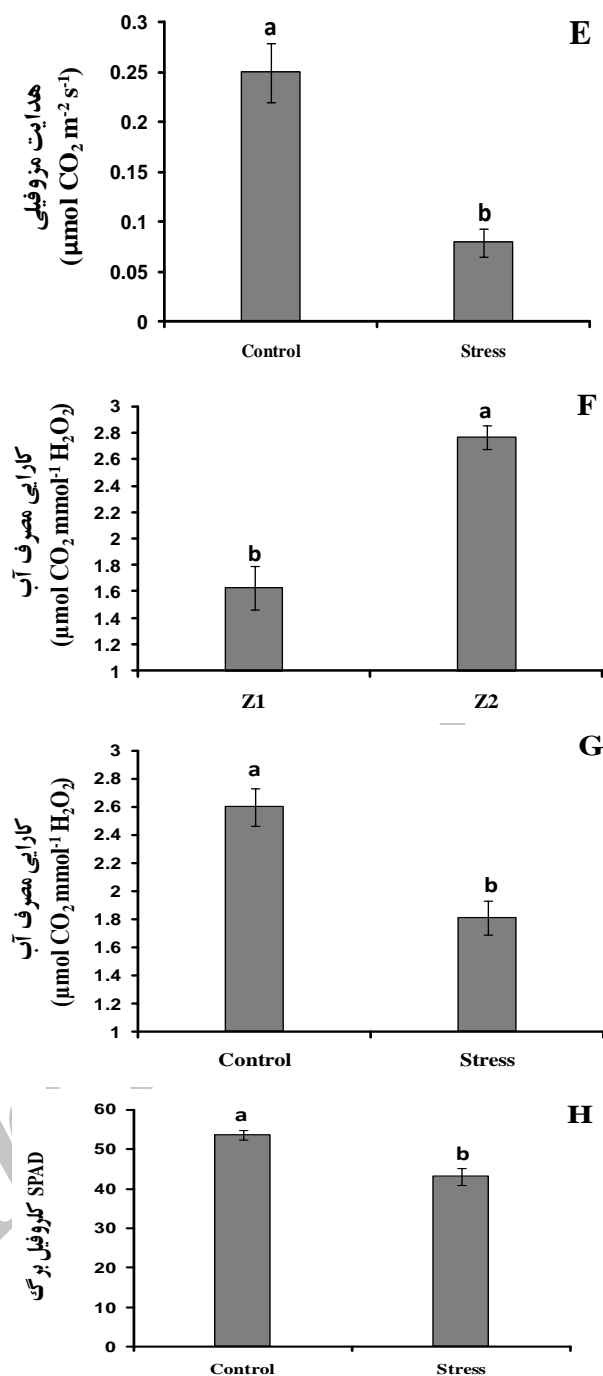 E
هدایت مزوفیلی
(µmol CO₂ m⁻² s⁻¹)
0.3
0.25
0.2
0.15
0.1
0.05
0
a
b
Control Stress
F
کارایی مصرف آب
(µmol CO₂ mmol⁻¹ H₂O₂)
3
2.8
2.6
2.4
2.2
2
1.8
1.6
1.4
1.2
1
b
a
Z1 Z2
G
کارایی مصرف آب
(µmol CO₂ mmol⁻¹ H₂O₂)
3
2.8
2.6
2.4
2.2
2
1.8
1.6
1.4
1.2
1
a
b
Control Stress
H
کلروفیل برگ SPAD
60
50
40
30
20
10
0
a
b
Control Stress